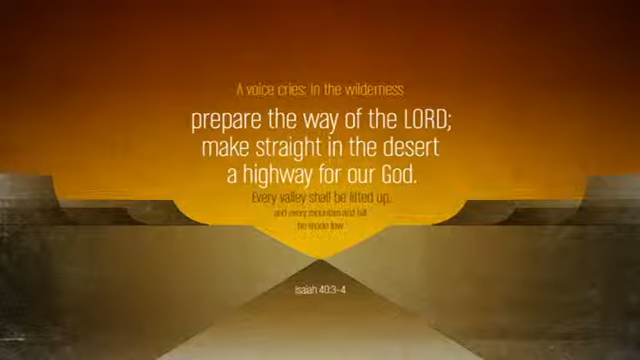 A voice cries: In the wilderness
prepare the way of the LORD;
make straight in the desert
a highway for our God.
Every valley shall be lifted up,
and every mountain and hill
be made low
Isaiah 40:3-4